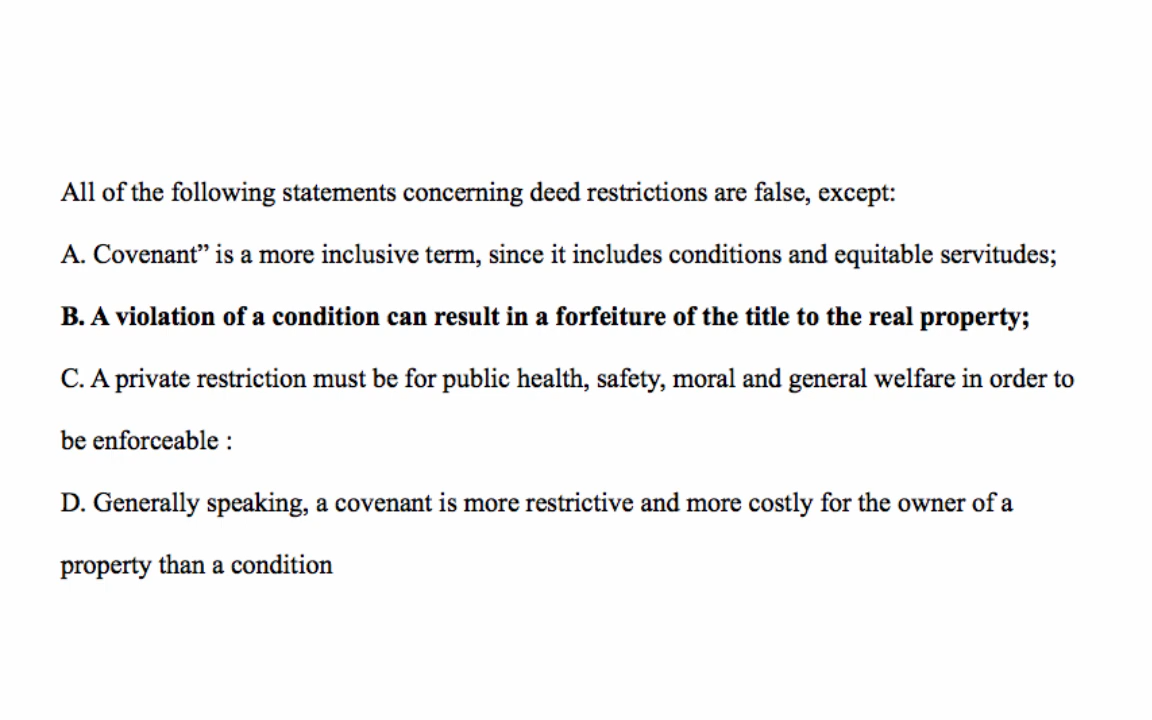 All of the following statements concerning deed restrictions are false, except:
A. Covenant” is a more inclusive term, since it includes conditions and equitable servitudes;
B. A violation of a condition can result in a forfeiture of the title to the real property;
C. A private restriction must be for public health, safety, moral and general welfare in order to
be enforceable :
D. Generally speaking, a covenant is more restrictive and more costly for the owner of a
property than a condition